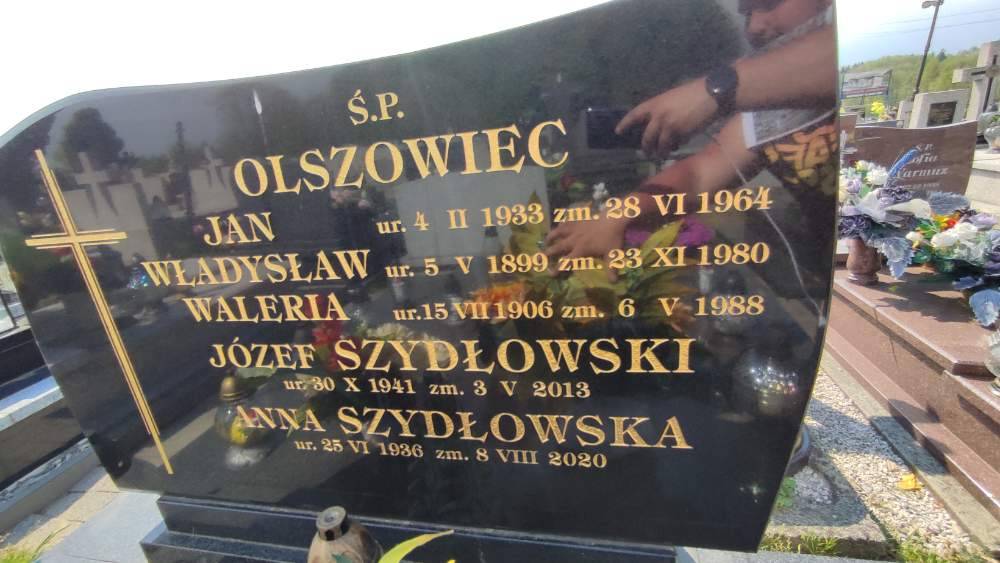 Ś.P.
OLSZOWIEC
JAN ur. 4 II 1933 zm. 28 VI 1964
WŁADYSŁAW ur. 5 V 1899 zm. 23 XI 1980
WALERIA ur. 15 VII 1906 zm. 6 V 1988
JÓZEF SZYDŁOWSKI
ur. 30 X 1941 zm. 3 V 2013
ANNA SZYDŁOWSKA
ur. 25 VI 1936 zm. 8 VIII 2020
Ś.P.